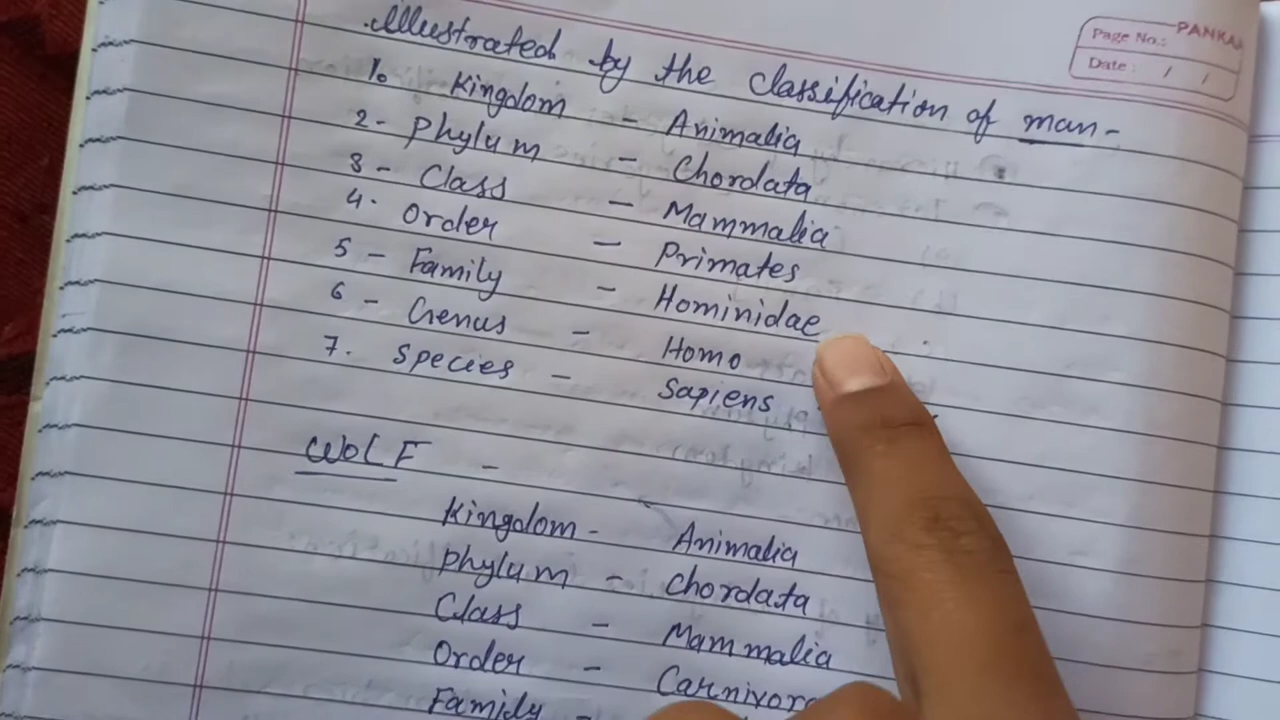 PANKAJ
Page No.:
Date: / /
illustrated by the classification of man-
1. Kingdom - Animalia
2- Phylum - Chordata
3- Class - Mammalia
4. Order - Primates
5- Family - Hominidae
6- Genus - Homo
7. Species - Sapiens
WOLF -
Kingdom- Animalia
Phylum - Chordata
Class - Mammalia
Order - Carnivora
Family -